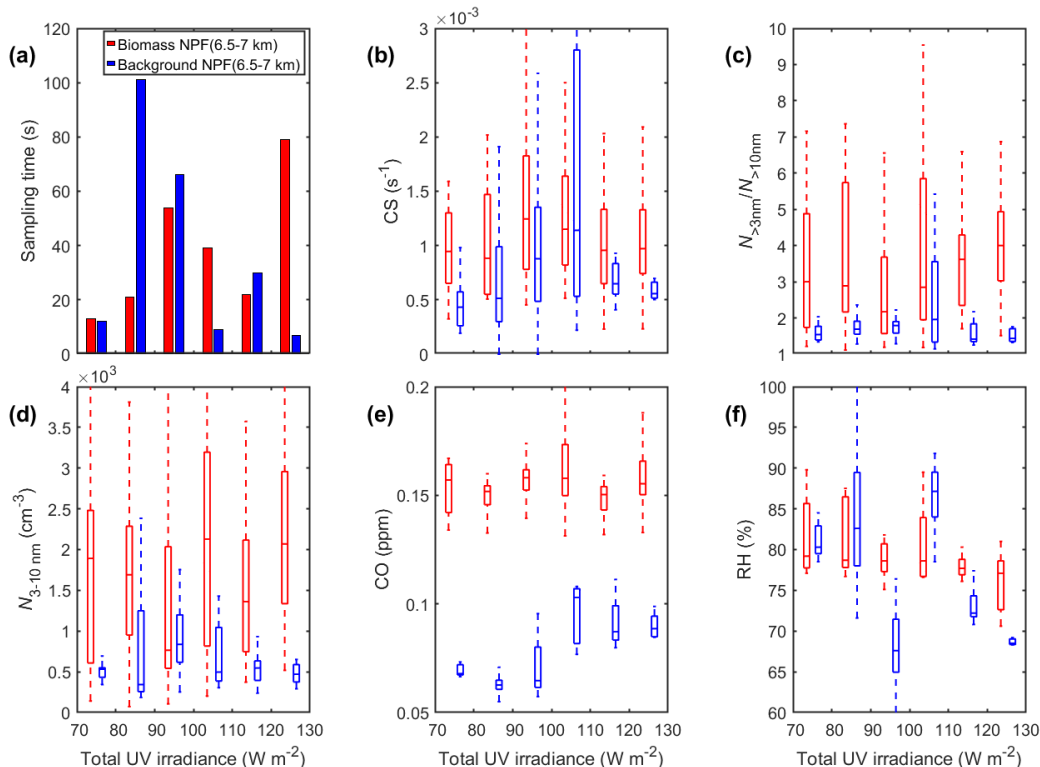 (a)
Biomass NPF(6.5-7 km)
Background NPF(6.5-7 km)
Sampling time (s)
120
100
80
60
40
20
0
(b)
×10⁻³
CS (s⁻¹)
3
2.5
2
1.5
1
0.5
0
(c)
N>3nm/N>10nm
10
9
8
7
6
5
4
3
2
1
(d)
×10³
N3-10 nm (cm⁻³)
4
3.5
3
2.5
2
1.5
1
0.5
0
70 80 90 100 110 120 130
Total UV irradiance (W m⁻²)
(e)
CO (ppm)
0.2
0.15
0.1
0.05
70 80 90 100 110 120 130
Total UV irradiance (W m⁻²)
(f)
RH (%)
100
95
90
85
80
75
70
65
60
70 80 90 100 110 120 130
Total UV irradiance (W m⁻²)